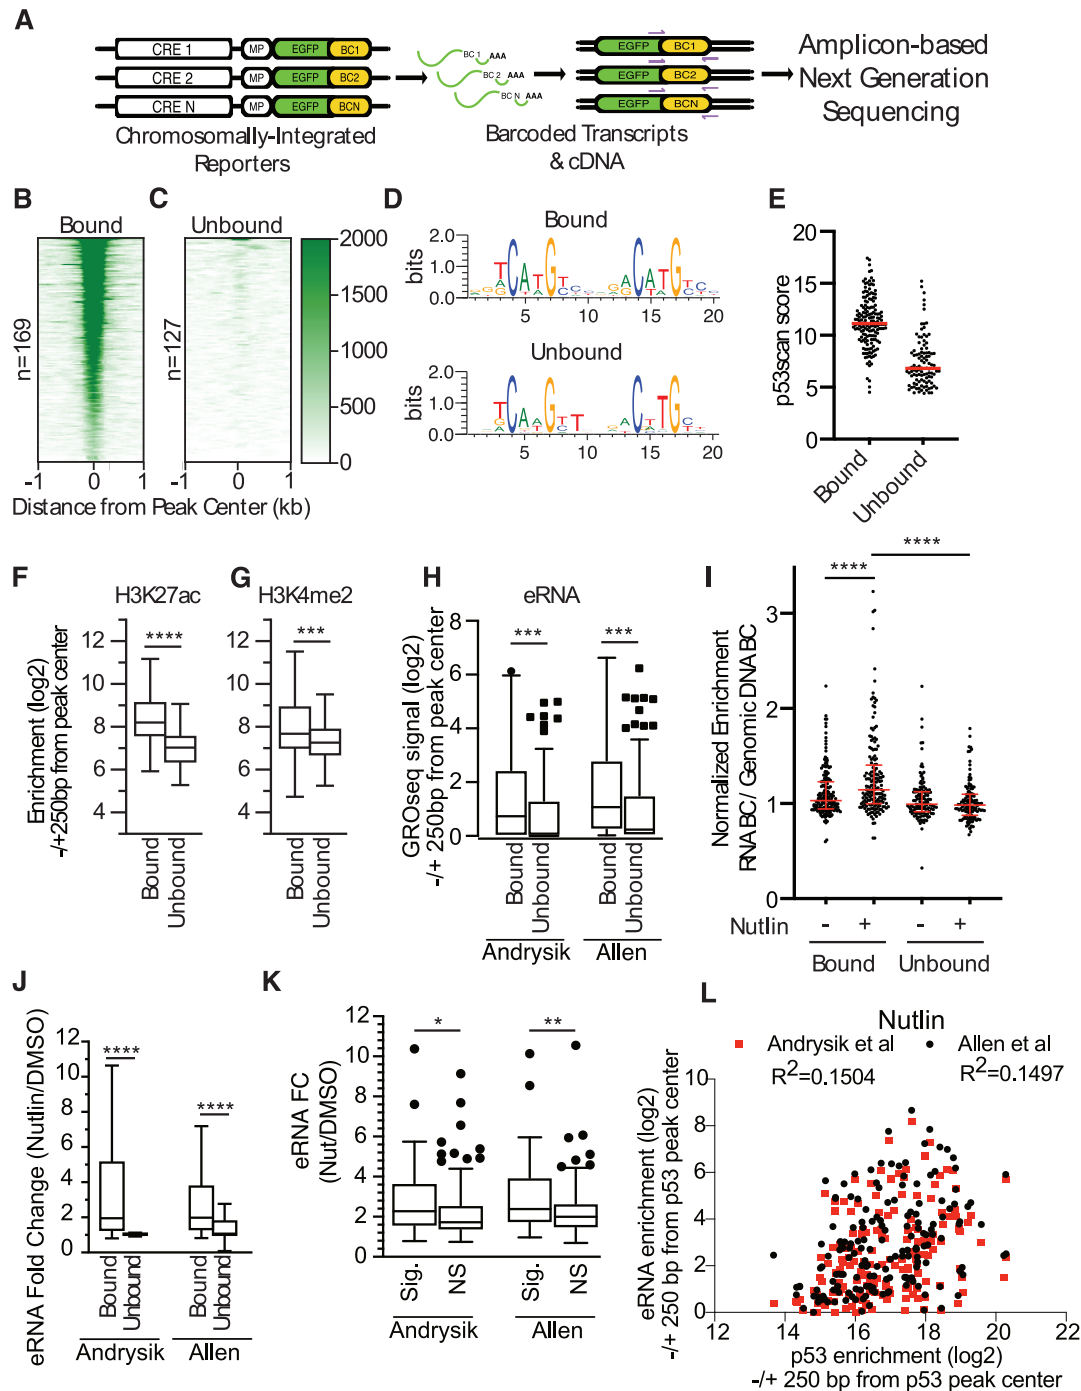 A
CRE 1 MP EGFP BC1
CRE 2 MP EGFP BC2
CRE N MP EGFP BCN
Chromosomally-Integrated
Reporters
BC 1 AAA
BC 2 AAA
BC N AAA
EGFP BC1
EGFP BC2
EGFP BCN
Barcoded Transcripts
& cDNA
Amplicon-based
Next Generation
Sequencing
B
Bound
n=169
-1 0 1
C
Unbound
n=127
-1 0 1
2000
1500
1000
500
0
Distance from Peak Center (kb)
D
Bound
bits
2.0
1.0
0.0
5 10 15 20
Unbound
bits
2.0
1.0
0.0
5 10 15 20
E
p53scan score
20
15
10
5
0
Bound
Unbound
F
H3K27ac
****
Enrichment (log2)
-/+250bp from peak center
12
10
8
6
4
Bound
Unbound
G
H3K4me2
***
12
10
8
6
4
Bound
Unbound
H
eRNA
*** ***
GROseq signal (log2)
-/+ 250bp from peak center
8
6
4
2
0
Bound
Unbound
Bound
Unbound
Andrysik Allen
I
****
****
Normalized Enrichment
RNA BC/ Genomic DNA BC
3
2
1
0
Nutlin - + - +
Bound Unbound
J
eRNA Fold Change (Nutlin/DMSO)
12
10
8
6
4
2
0
****
****
Bound
Unbound
Bound
Unbound
Andrysik Allen
K
eRNA FC
(Nut/DMSO)
12
10
8
6
4
2
0
* **
Sig.
NS
Sig.
NS
Andrysik Allen
L
Nutlin
Andrysik et al
R2=0.1504
Allen et al
R2=0.1497
eRNA enrichment (log2)
-/+ 250 bp from p53 peak center
10
8
6
4
2
0
12 14 16 18 20 22
p53 enrichment (log2)
-/+ 250 bp from p53 peak center